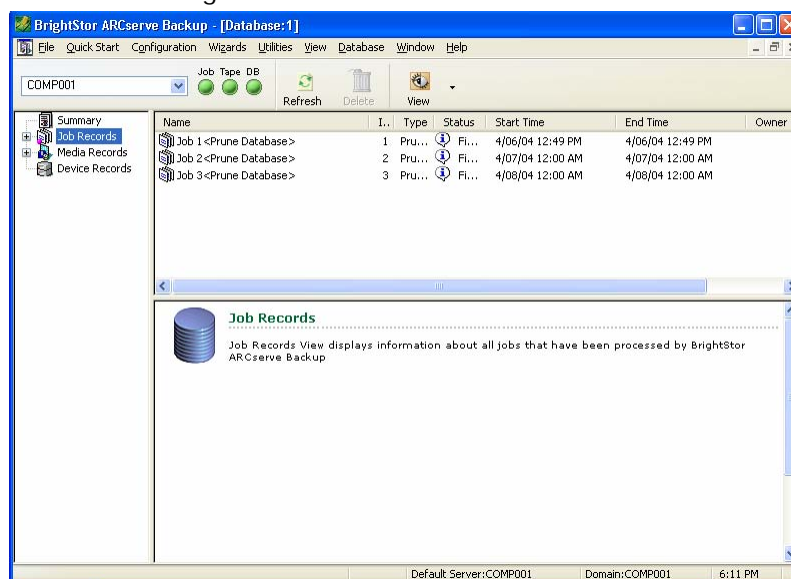 BrightStor ARCserve Backup - [Database:1]
File Quick Start Configuration Wizards Utilities View Database Window Help
COMP001
Job Tape DB
Refresh Delete View
Summary
Job Records
Media Records
Device Records
Name I.. Type Status Start Time End Time Owner
Job 1<Prune Database> 1 Pru... Fi... 4/06/04 12:49 PM 4/06/04 12:49 PM
Job 2<Prune Database> 2 Pru... Fi... 4/07/04 12:00 AM 4/07/04 12:00 AM
Job 3<Prune Database> 3 Pru... Fi... 4/08/04 12:00 AM 4/08/04 12:00 AM
Job Records
Job Records View displays information about all jobs that have been processed by BrightStor
ARCserve Backup
Default Server:COMP001 Domain:COMP001 6:11 PM